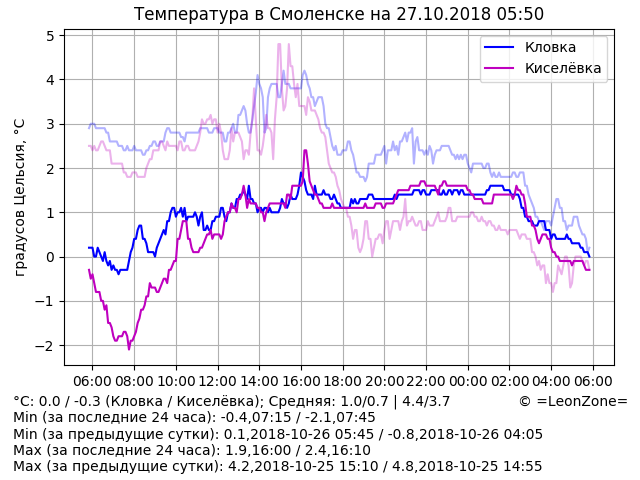 Температура в Смоленске на 27.10.2018 05:50
Кловка
Киселёвка
градусов Цельсия, °C
5
4
3
2
1
0
−1
−2
06:00 08:00 10:00 12:00 14:00 16:00 18:00 20:00 22:00 00:00 02:00 04:00 06:00
°C: 0.0 / -0.3 (Кловка / Киселёвка); Средняя: 1.0/0.7 | 4.4/3.7 © =LeonZone=
Min (за последние 24 часа): -0.4,07:15 / -2.1,07:45
Min (за предыдущие сутки): 0.1,2018-10-26 05:45 / -0.8,2018-10-26 04:05
Max (за последние 24 часа): 1.9,16:00 / 2.4,16:10
Max (за предыдущие сутки): 4.2,2018-10-25 15:10 / 4.8,2018-10-25 14:55